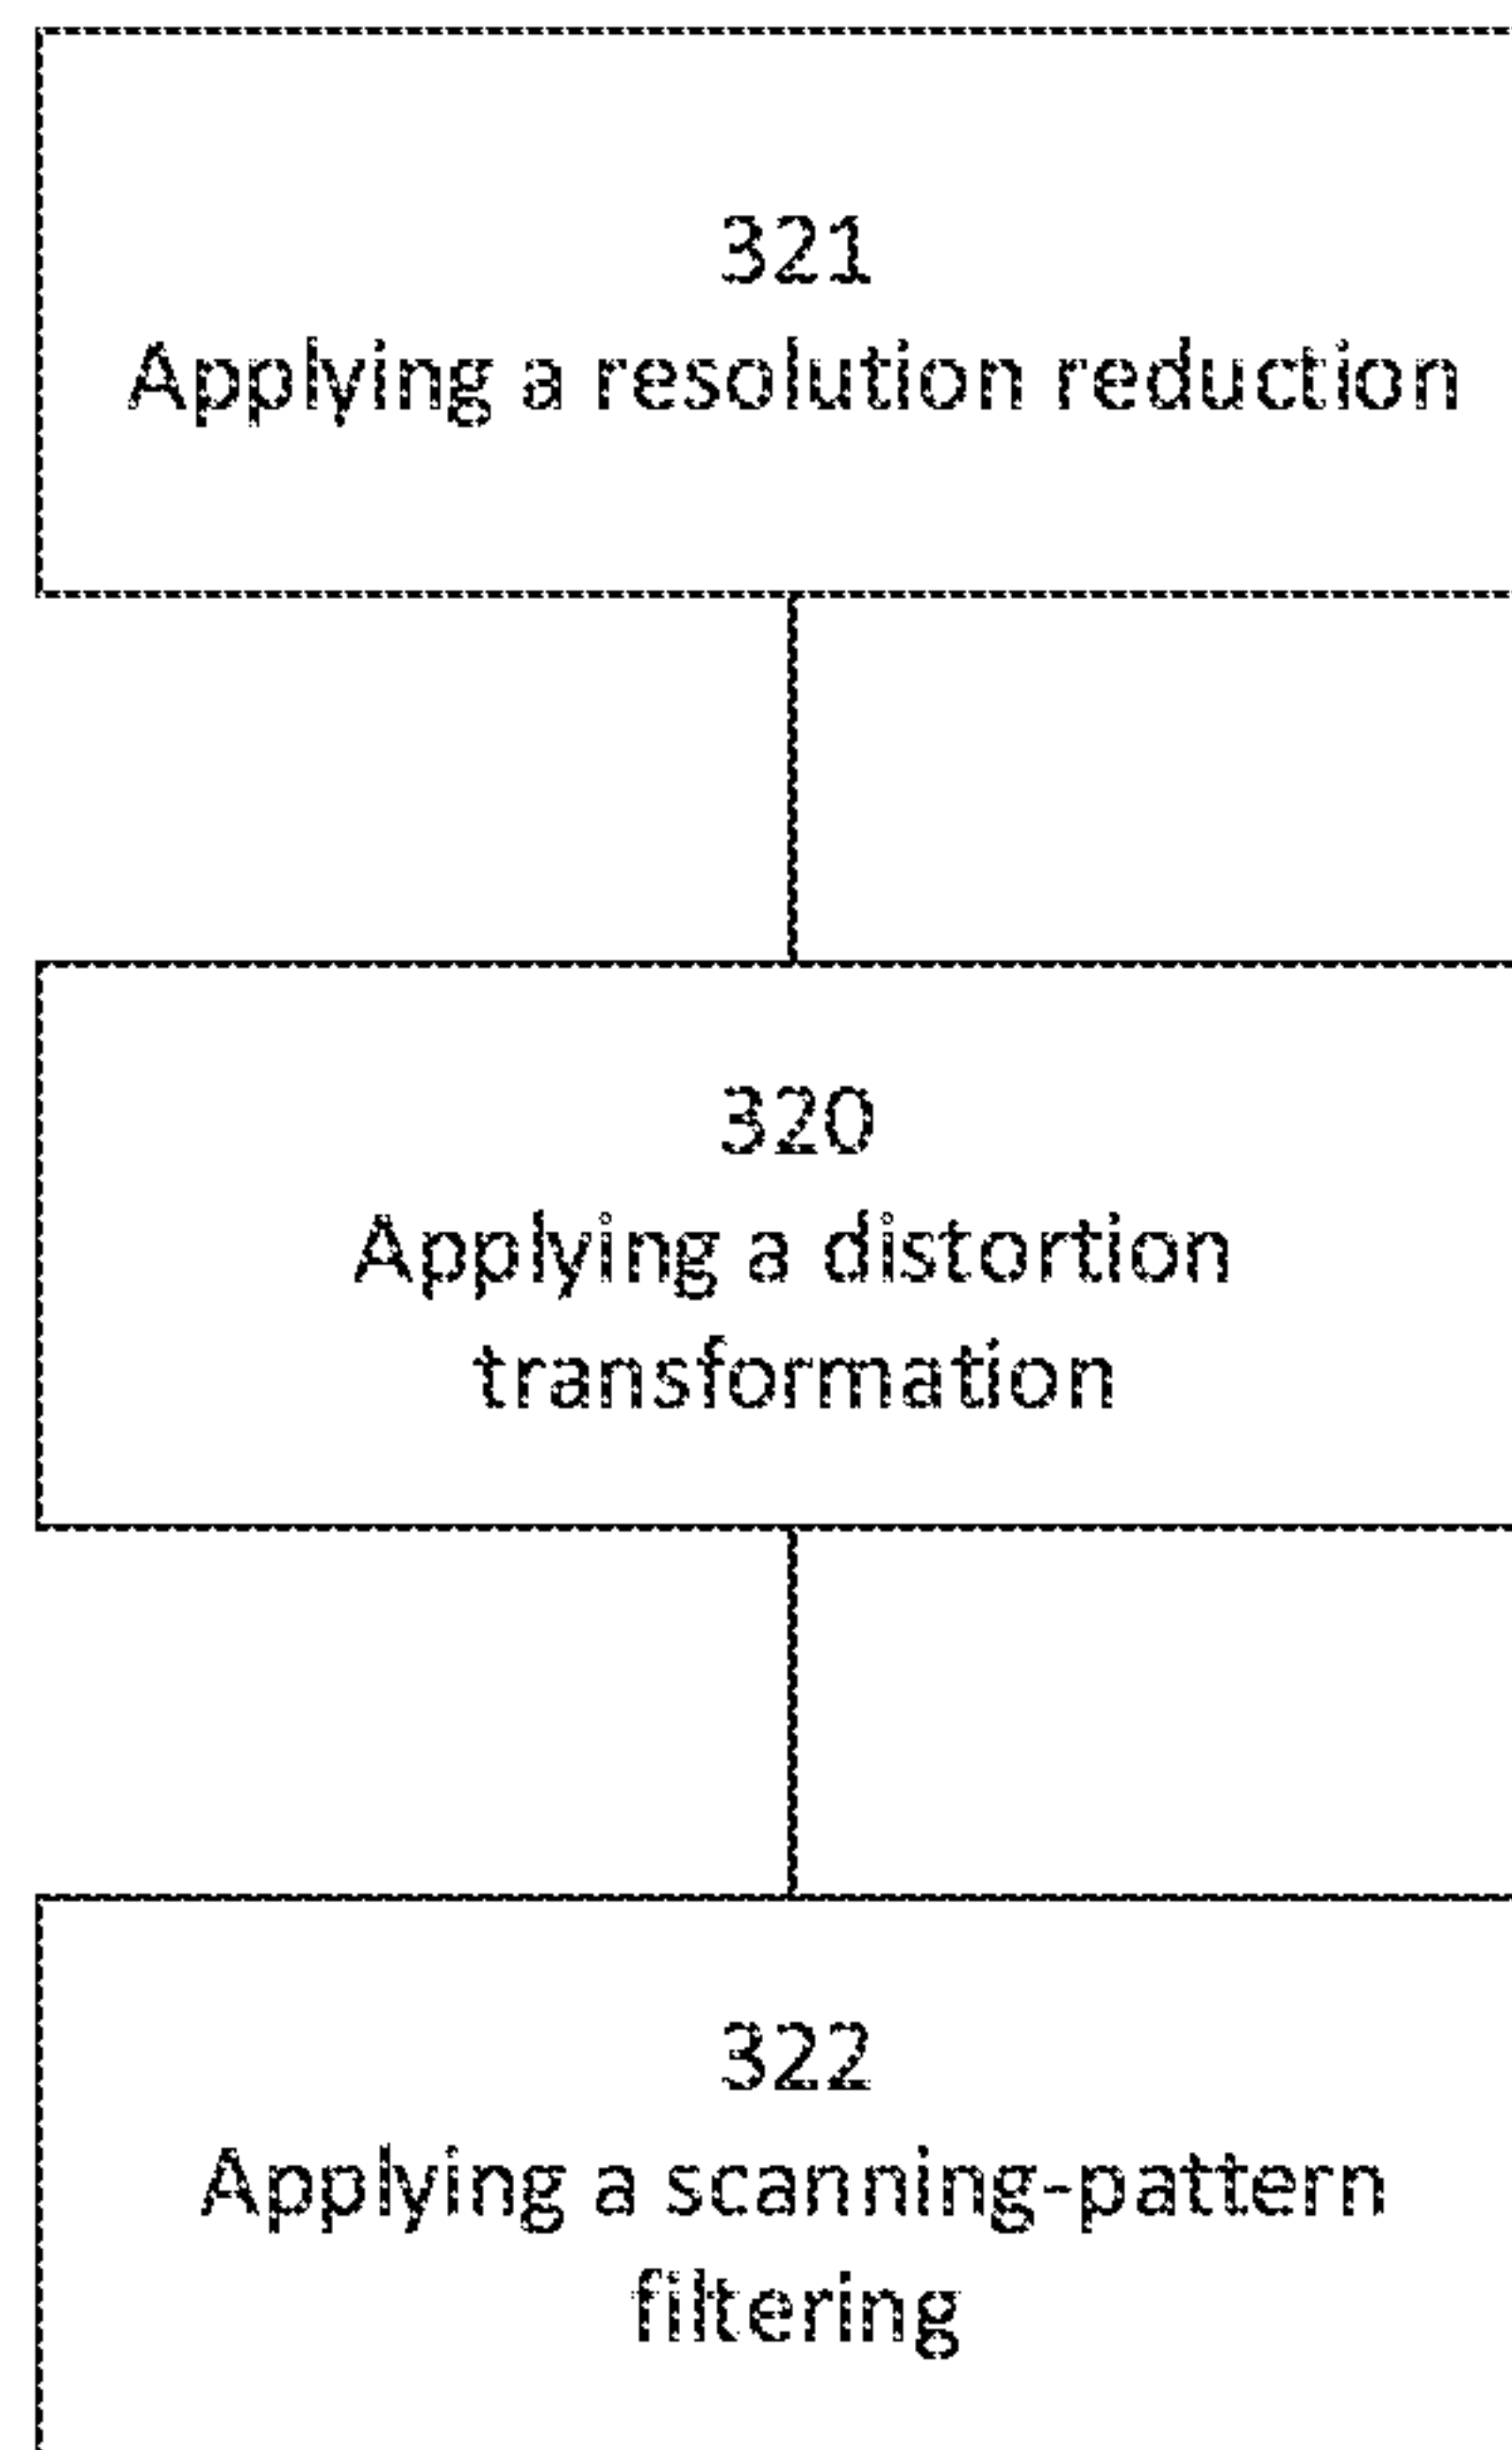 321
Applying a resolution reduction
320
Applying a distortion
transformation
322
Applying a scanning-pattern
filtering